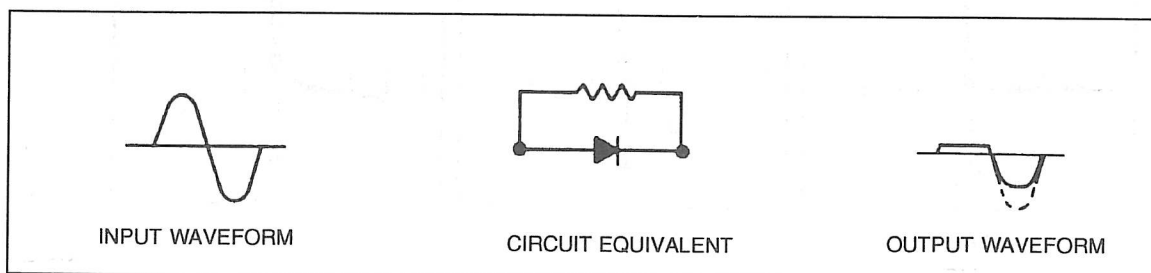 INPUT WAVEFORM
CIRCUIT EQUIVALENT
OUTPUT WAVEFORM